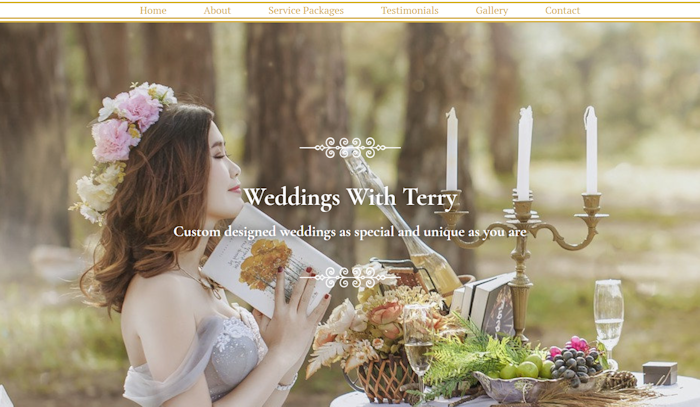 Home About Service Packages Testimonials Gallery Contact
Weddings With Terry
Custom designed weddings as special and unique as you are